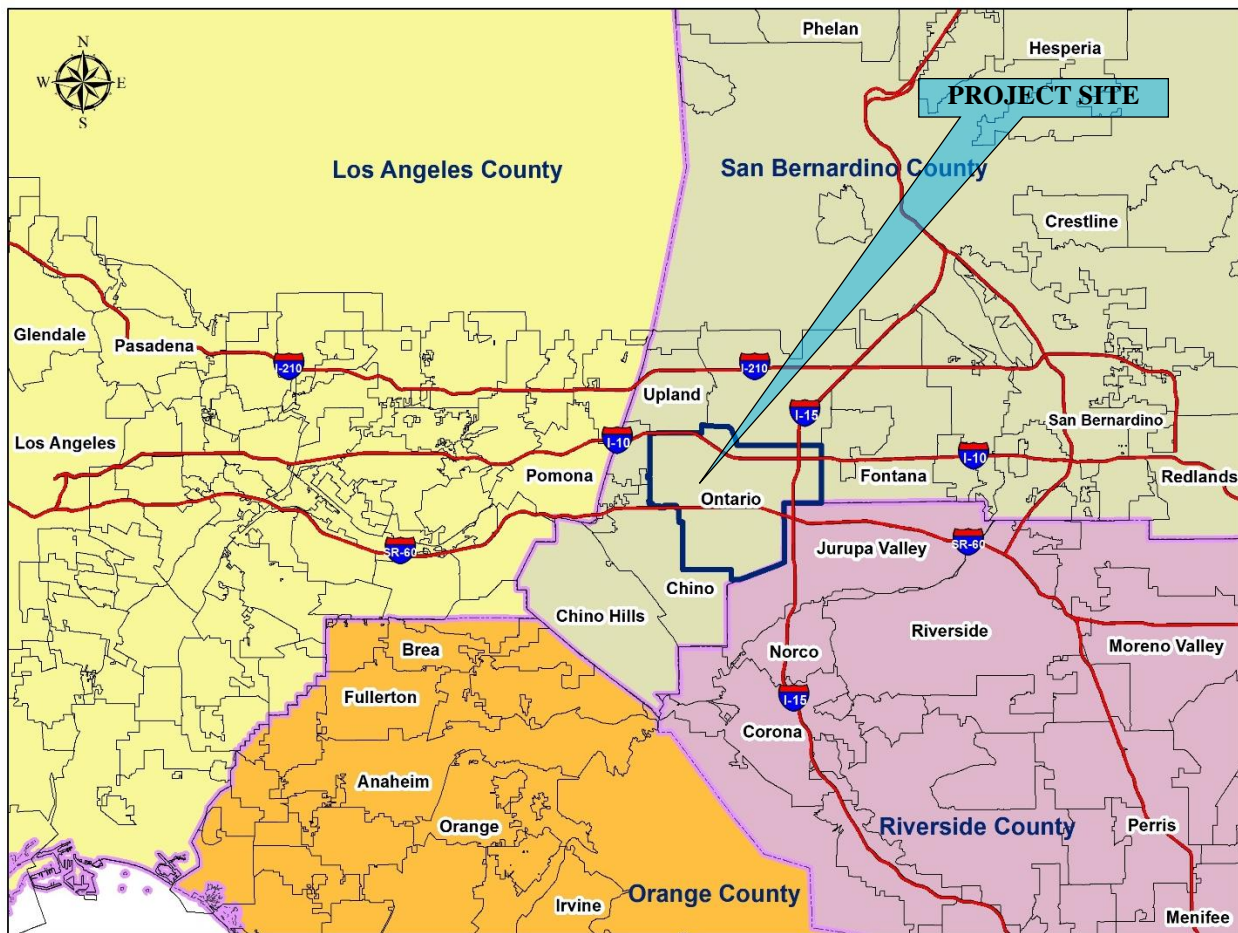 Phelan
Hesperia
N
W E
S
PROJECT SITE
Los Angeles County
San Bernardino County
Crestline
Glendale
Pasadena
I-210
I-210
Upland
I-15
San Bernardino
Los Angeles
I-10
Pomona
Fontana
I-10
Redlands
Ontario
SR-60
Jurupa Valley
SR-60
Chino
Chino Hills
Riverside
Moreno Valley
Brea
Norco
Fullerton
I-15
Corona
Anaheim
Orange
Riverside County
Perris
Orange County
Irvine
Menifee